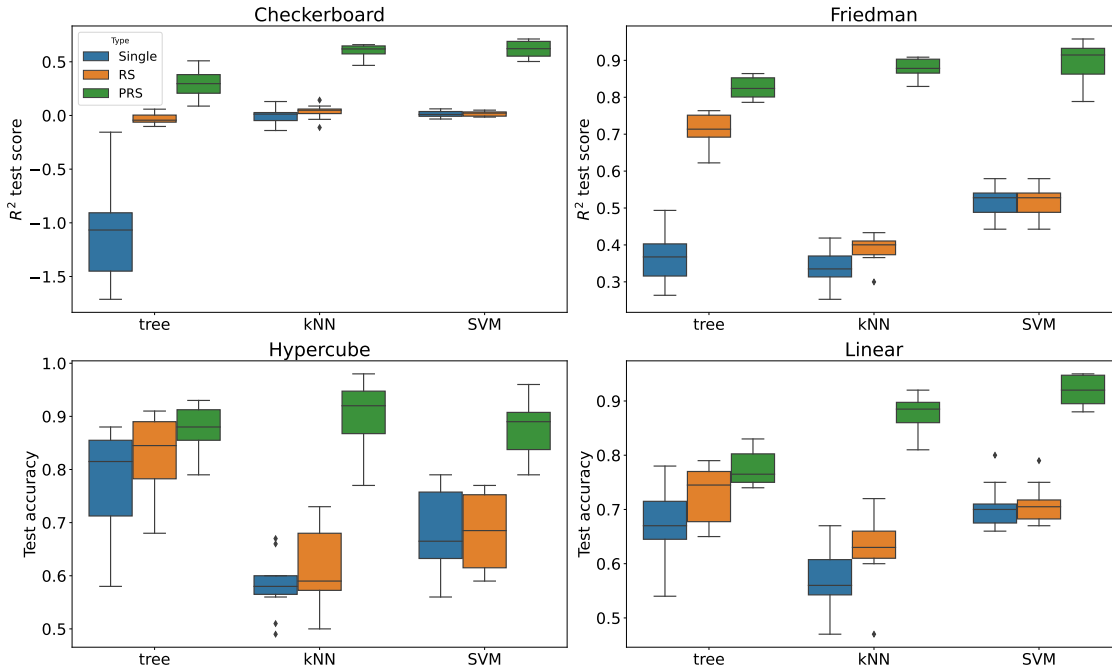 Checkerboard
Type
Single
RS
PRS
0.5
0.0
−0.5
−1.0
−1.5
R² test score
tree
kNN
SVM
Friedman
0.9
0.8
0.7
0.6
0.5
0.4
0.3
R² test score
tree
kNN
SVM
Hypercube
1.0
0.9
0.8
0.7
0.6
0.5
Test accuracy
tree
kNN
SVM
Linear
0.9
0.8
0.7
0.6
0.5
Test accuracy
tree
kNN
SVM